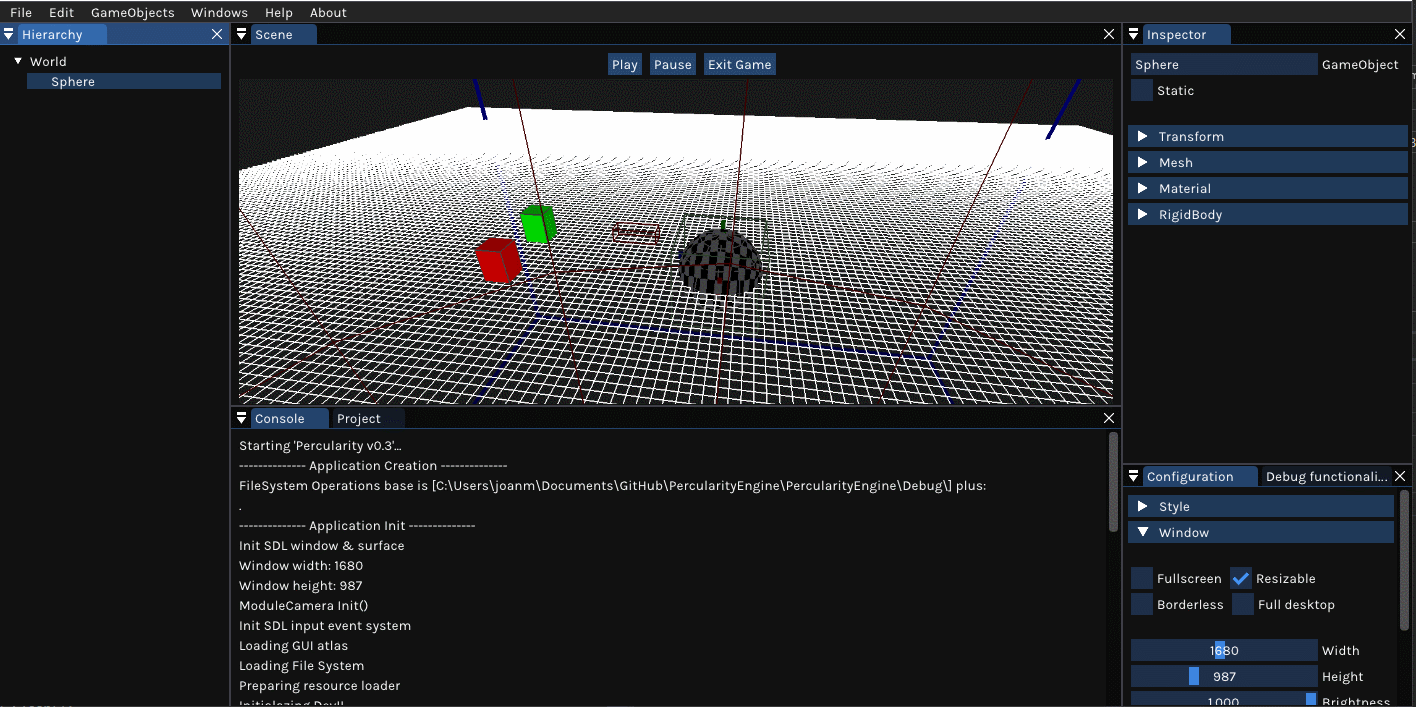 File Edit GameObjects Windows Help About
Hierarchy
World
Sphere
Scene
Play Pause Exit Game
Console Project
Starting 'Percularity v0.3'...
-------------- Application Creation --------------
FileSystem Operations base is [C:\Users\joanm\Documents\GitHub\PercularityEngine\PercularityEngine\Debug\] plus:
.
-------------- Application Init --------------
Init SDL window & surface
Window width: 1680
Window height: 987
ModuleCamera Init()
Init SDL input event system
Loading GUI atlas
Loading File System
Preparing resource loader
Initialazing DevIL
Inspector
Sphere GameObject
Static
Transform
Mesh
Material
RigidBody
Configuration Debug functionali...
Style
Window
Fullscreen Resizable
Borderless Full desktop
1680 Width
987 Height
1.000 Brightness